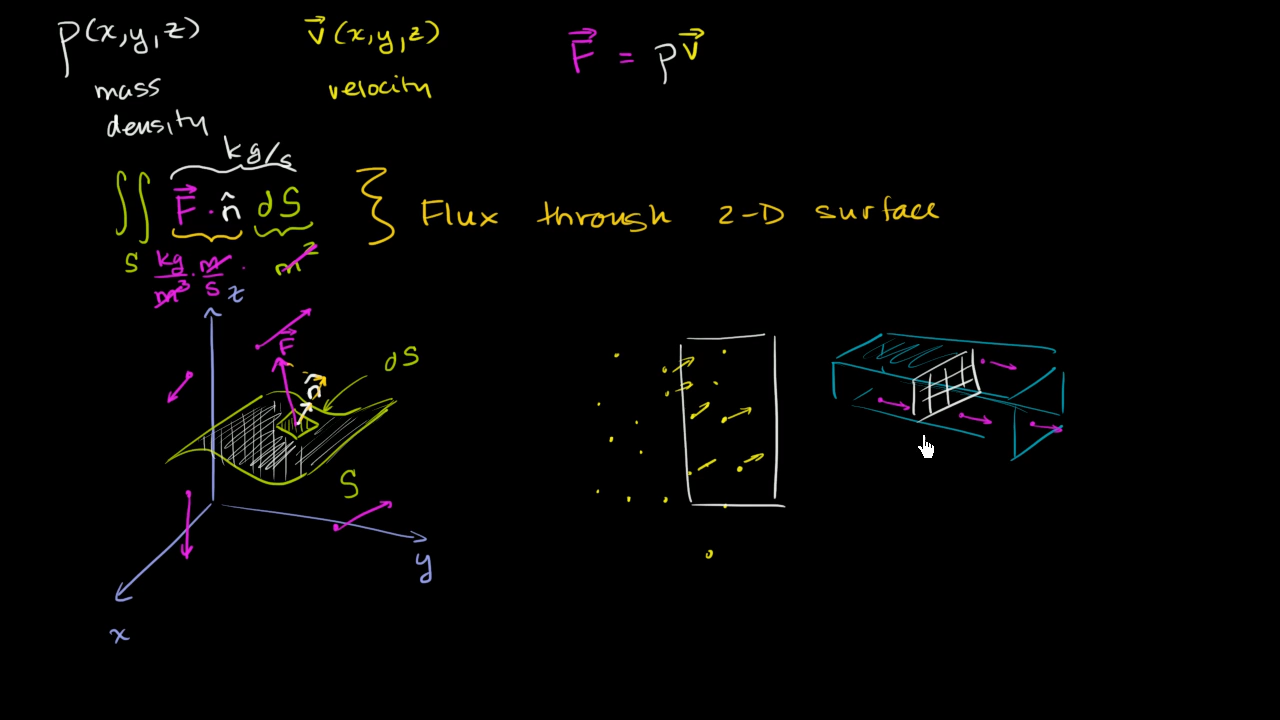 ρ(x,y,z)
mass
density
v⃗(x,y,z)
velocity
F⃗ = ρv⃗
kg/s
∬ F⃗ · n̂ dS } Flux through 2-D surface
S
kg/m³ · m/s · m²
z
F⃗
n̂
dS
S
y
x